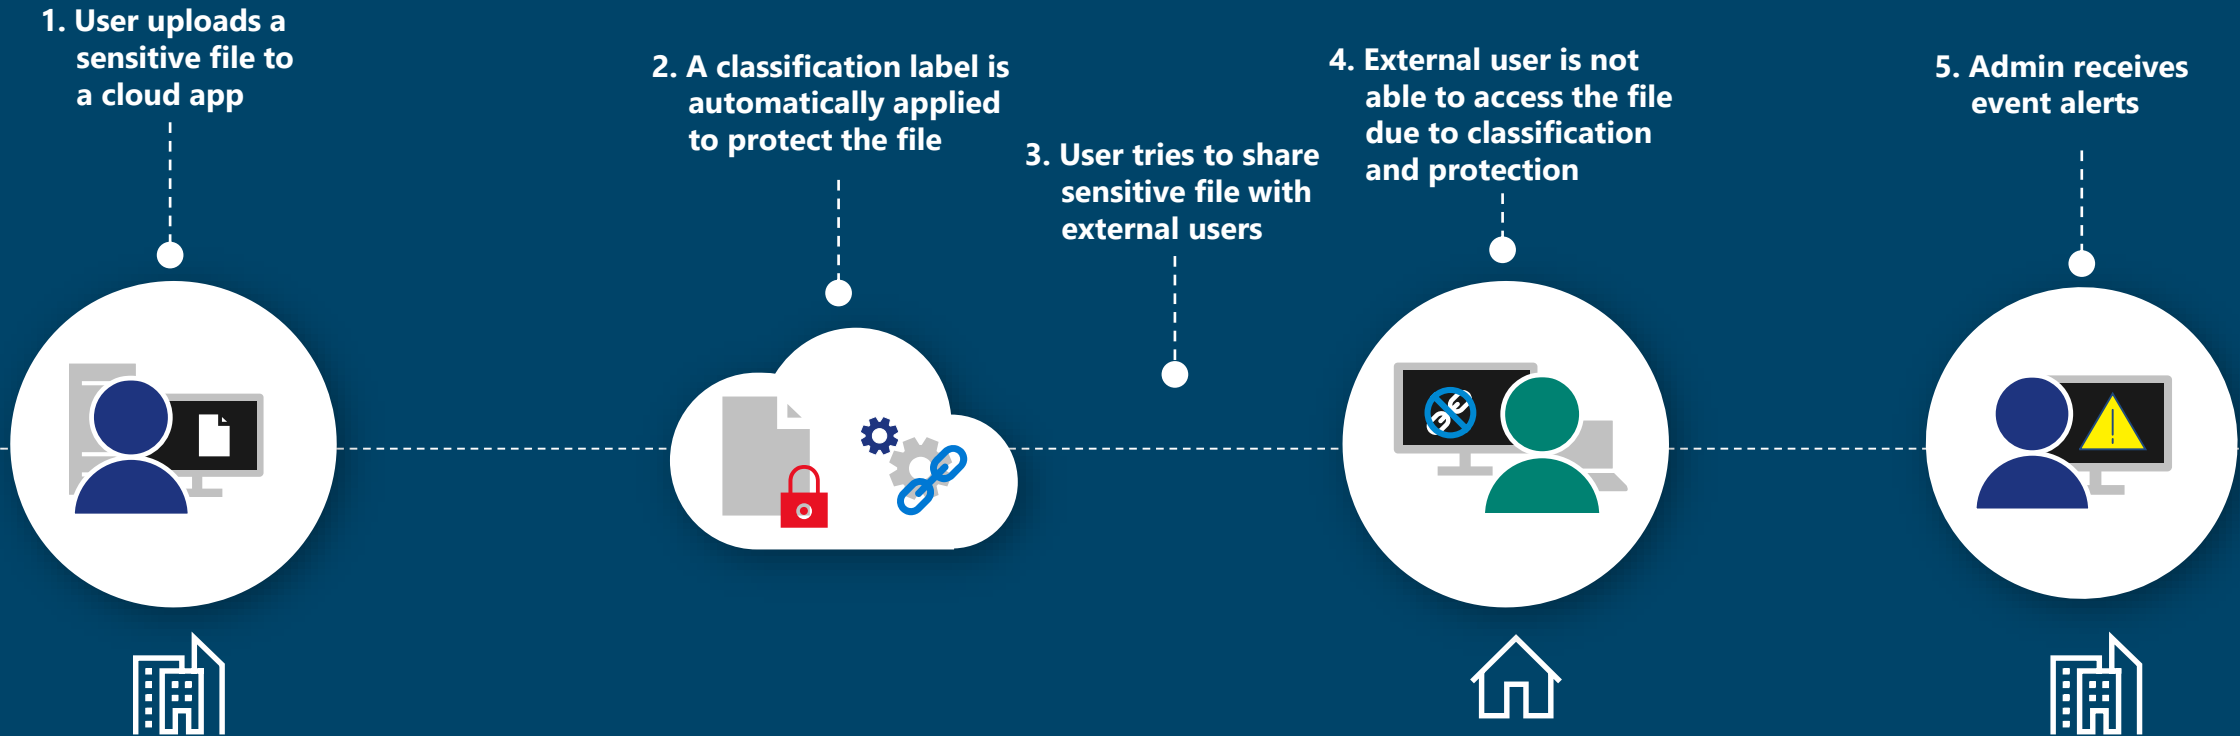 1. User uploads a
sensitive file to
a cloud app
2. A classification label is
automatically applied
to protect the file
3. User tries to share
sensitive file with
external users
4. External user is not
able to access the file
due to classification
and protection
5. Admin receives
event alerts